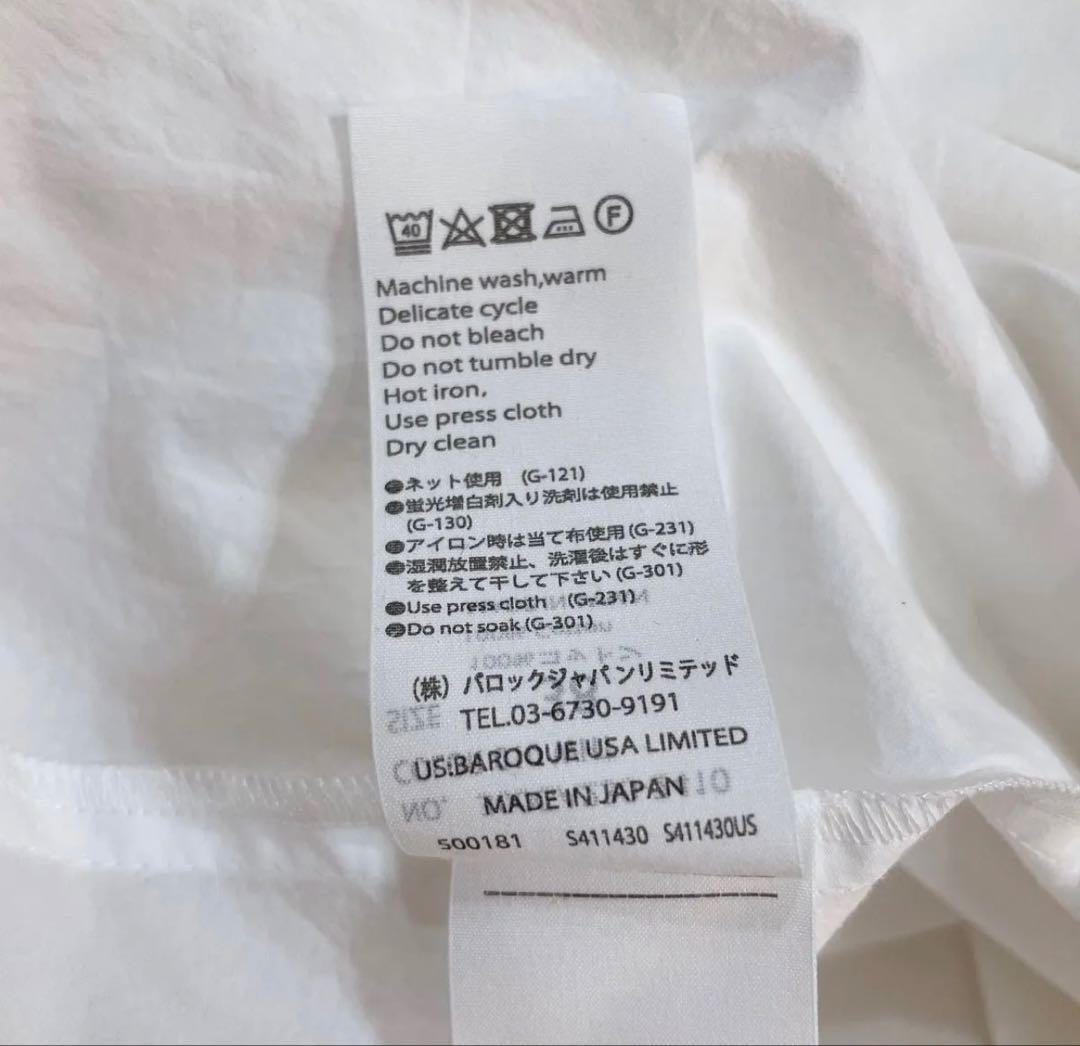 40 F
Machine wash,warm
Delicate cycle
Do not bleach
Do not tumble dry
Hot iron,
Use press cloth
Dry clean
●ネット使用 (G-121)
●蛍光増白剤入り洗剤は使用禁止
(G-130)
●アイロン時は当て布使用(G-231)
●湿潤放置禁止、洗濯後はすぐに形
を整えて干して下さい(G-301)
●Use press cloth (G-231)
●Do not soak (G-301)
(株) バロックジャパンリミテッド
TEL.03-6730-9191
US:BAROQUE USA LIMITED
MADE IN JAPAN
500181 S411430 S411430US